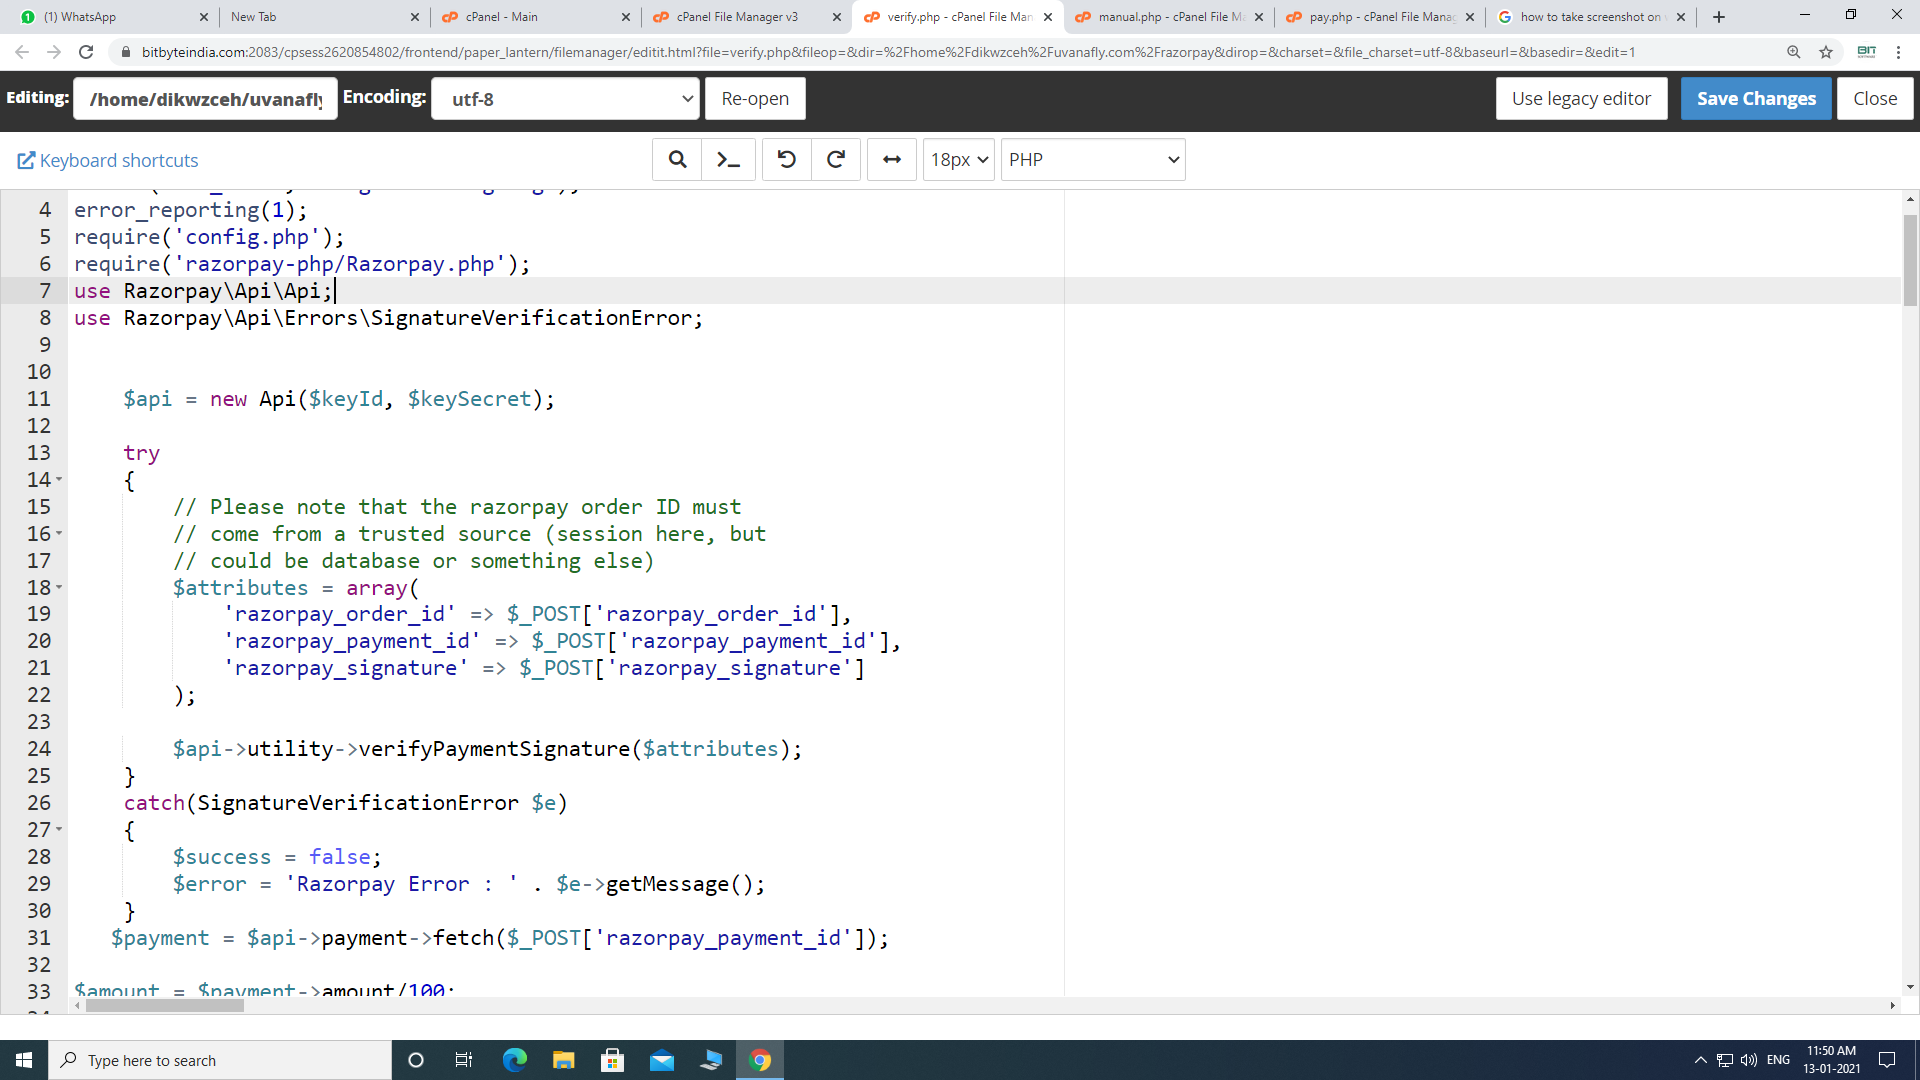 (1) WhatsApp
New Tab
cPanel - Main
cPanel File Manager v3
verify.php - cPanel File Man
manual.php - cPanel File Ma
pay.php - cPanel File Manag
how to take screenshot on
bitbyteindia.com:2083/cpsess2620854802/frontend/paper_lantern/filemanager/editit.html?file=verify.php&fileop=&dir=%2Fhome%2Fdikwzceh%2Fuvanafly.com%2Frazorpay&dirop=&charset=&file_charset=utf-8&baseurl=&basedir=&edit=1
BIT
Editing: /home/dikwzceh/uvanafly Encoding: utf-8 Re-open Use legacy editor Save Changes Close
Keyboard shortcuts 18px PHP
4 error_reporting(1);
5 require('config.php');
6 require('razorpay-php/Razorpay.php');
7 use Razorpay\Api\Api;
8 use Razorpay\Api\Errors\SignatureVerificationError;
9
10
11 $api = new Api($keyId, $keySecret);
12
13 try
14 {
15 // Please note that the razorpay order ID must
16 // come from a trusted source (session here, but
17 // could be database or something else)
18 $attributes = array(
19 'razorpay_order_id' => $_POST['razorpay_order_id'],
20 'razorpay_payment_id' => $_POST['razorpay_payment_id'],
21 'razorpay_signature' => $_POST['razorpay_signature']
22 );
23
24 $api->utility->verifyPaymentSignature($attributes);
25 }
26 catch(SignatureVerificationError $e)
27 {
28 $success = false;
29 $error = 'Razorpay Error : ' . $e->getMessage();
30 }
31 $payment = $api->payment->fetch($_POST['razorpay_payment_id']);
32
33 $amount = $payment->amount/100;
Type here to search
ENG
11:50 AM
13-01-2021